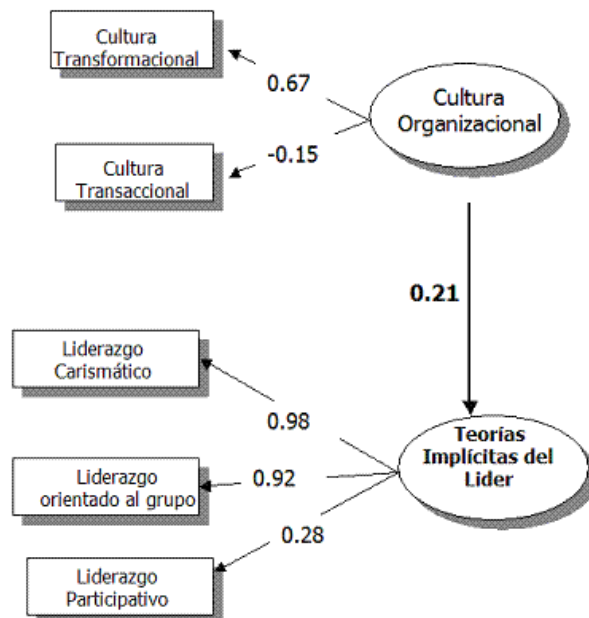 Cultura
Transformacional
0.67
Cultura
Organizacional
-0.15
Cultura
Transaccional
0.21
Liderazgo
Carismático
0.98
Teorías
Implícitas del
Lider
Liderazgo
orientado al grupo
0.92
0.28
Liderazgo
Participativo